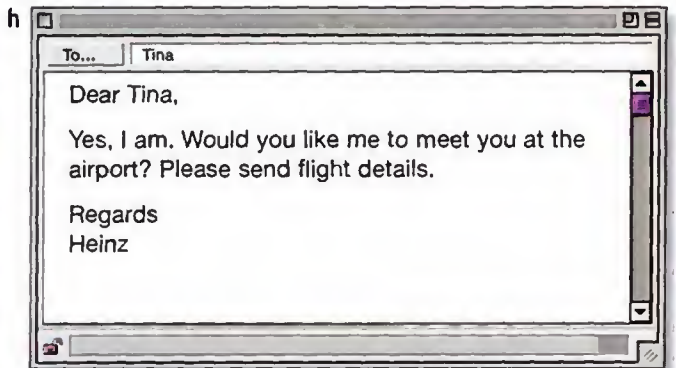 h
To... Tina
Dear Tina,
Yes, I am. Would you like me to meet you at the
airport? Please send flight details.
Regards
Heinz